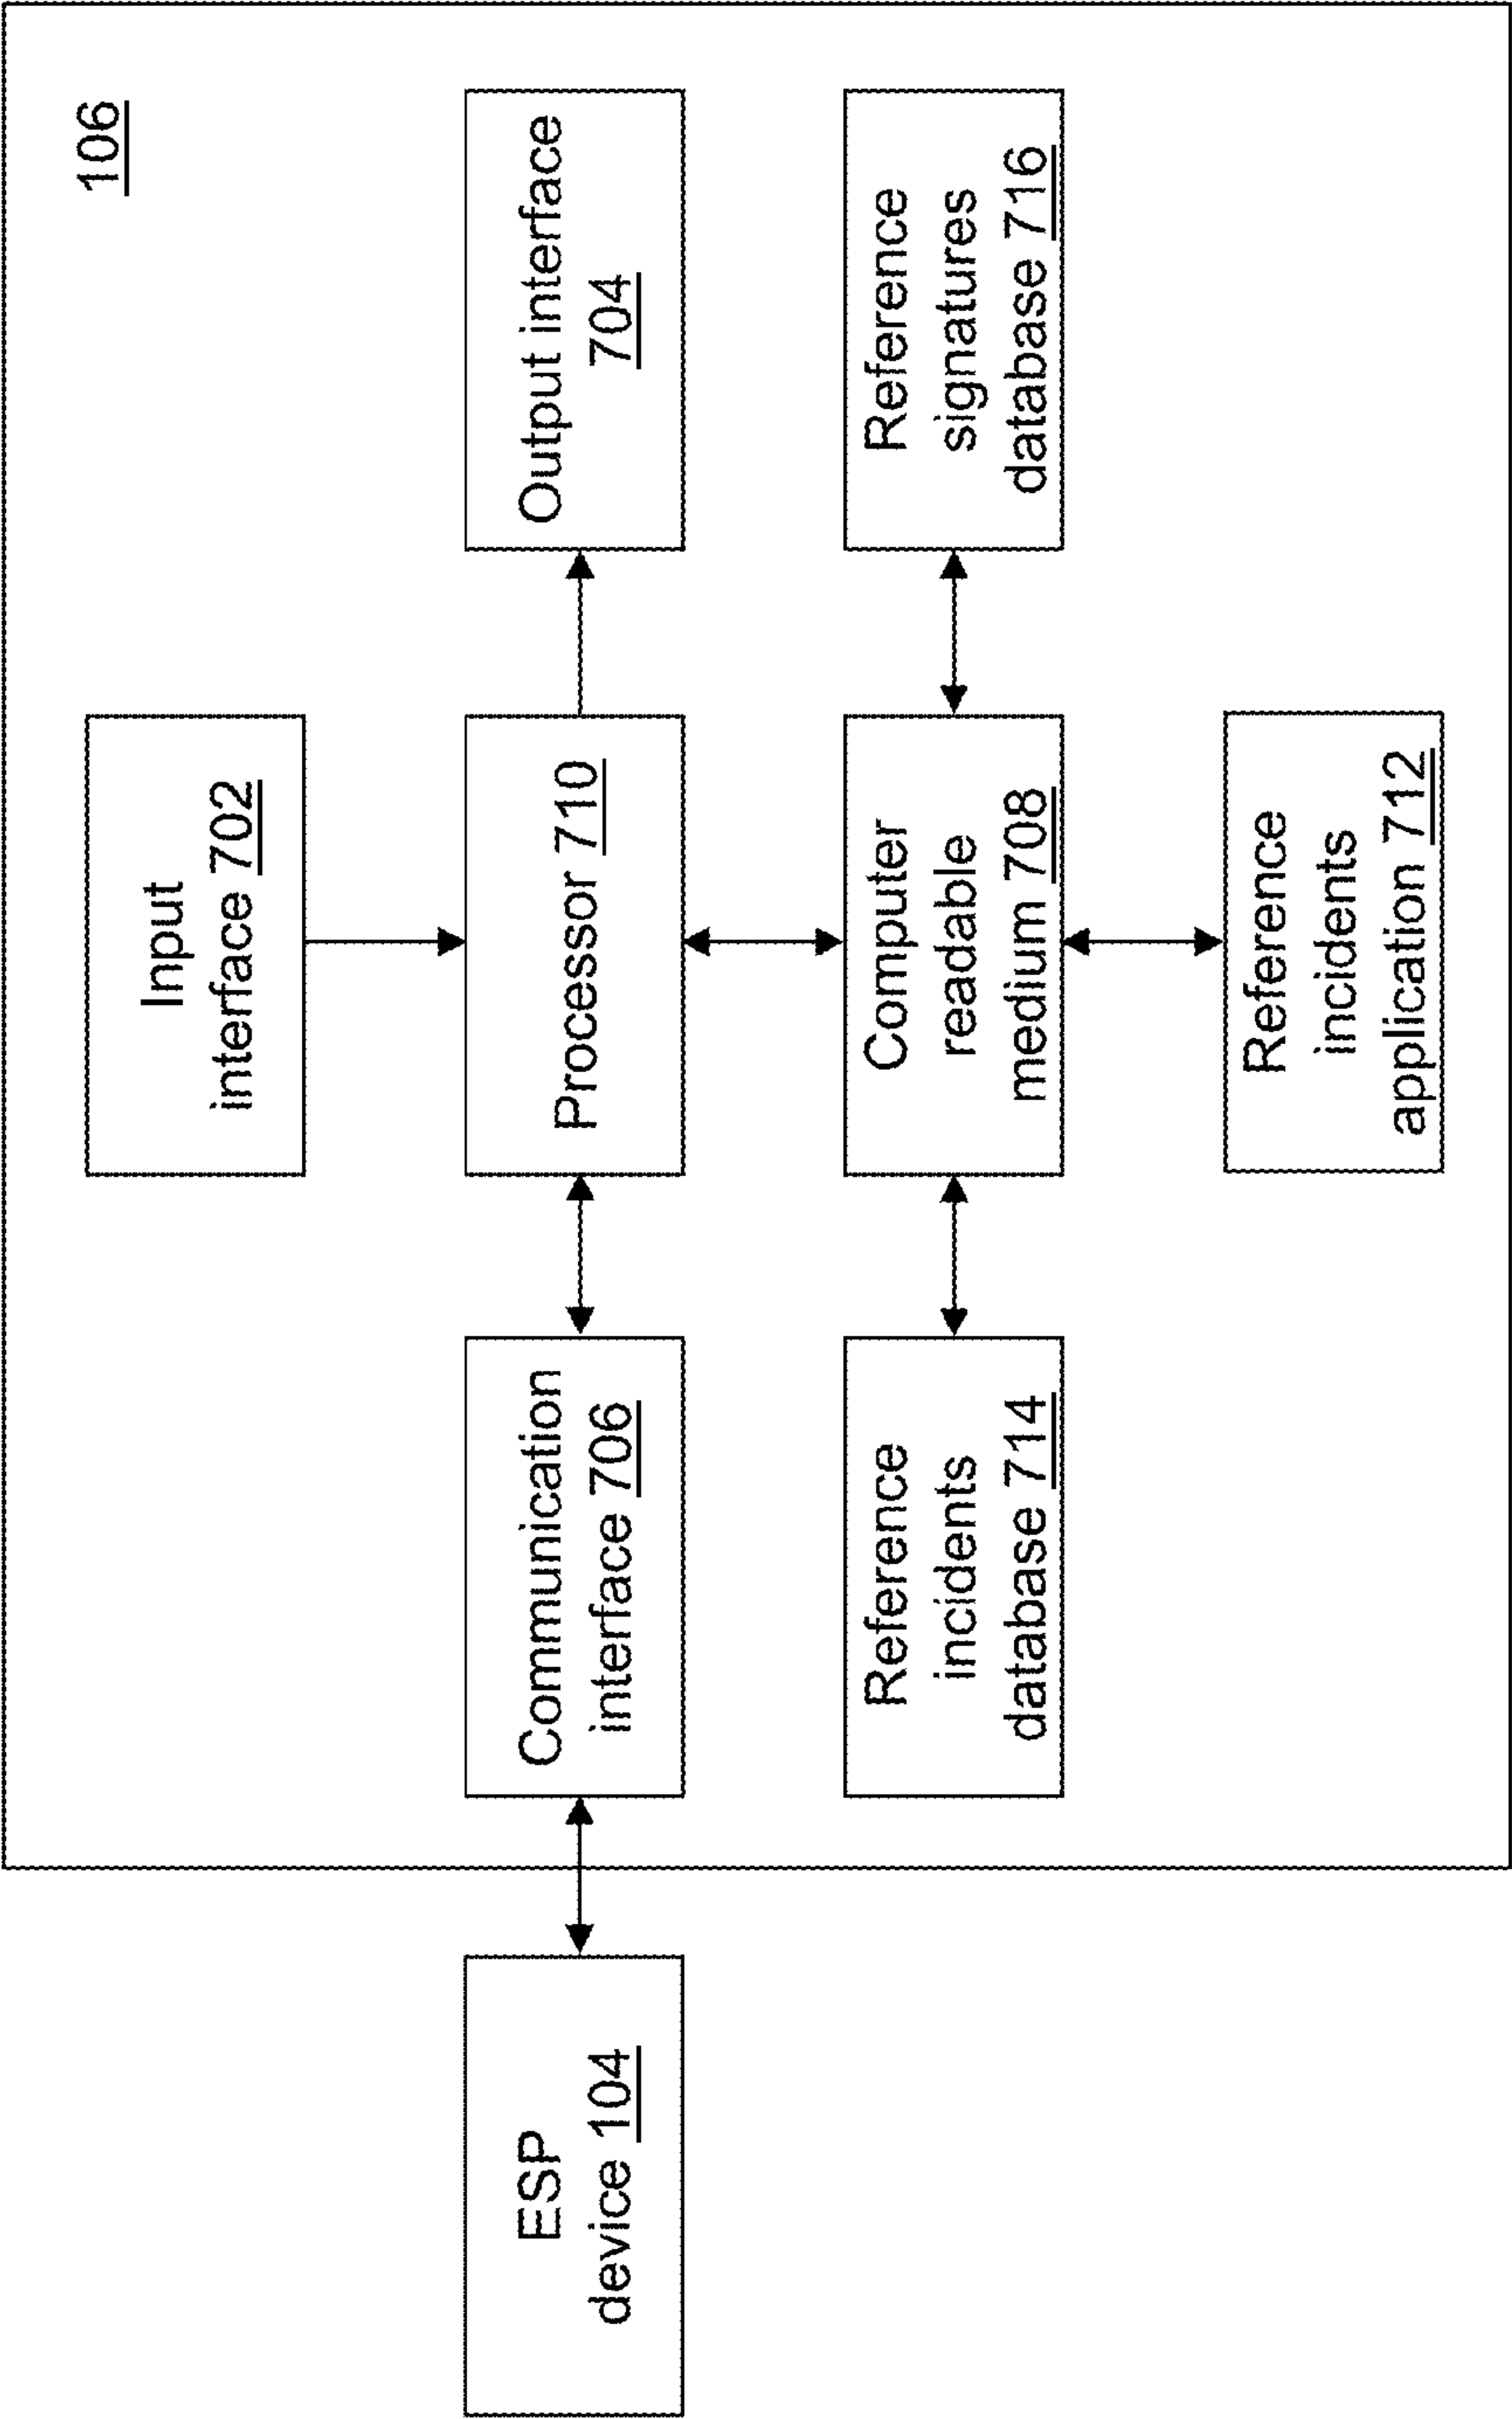 106
Input
interface 702
ESP
device 104
Communication
interface 706
Processor 710
Output interface
704
Reference
incidents
database 714
Computer
readable
medium 708
Reference
signatures
database 716
Reference
incidents
application 712